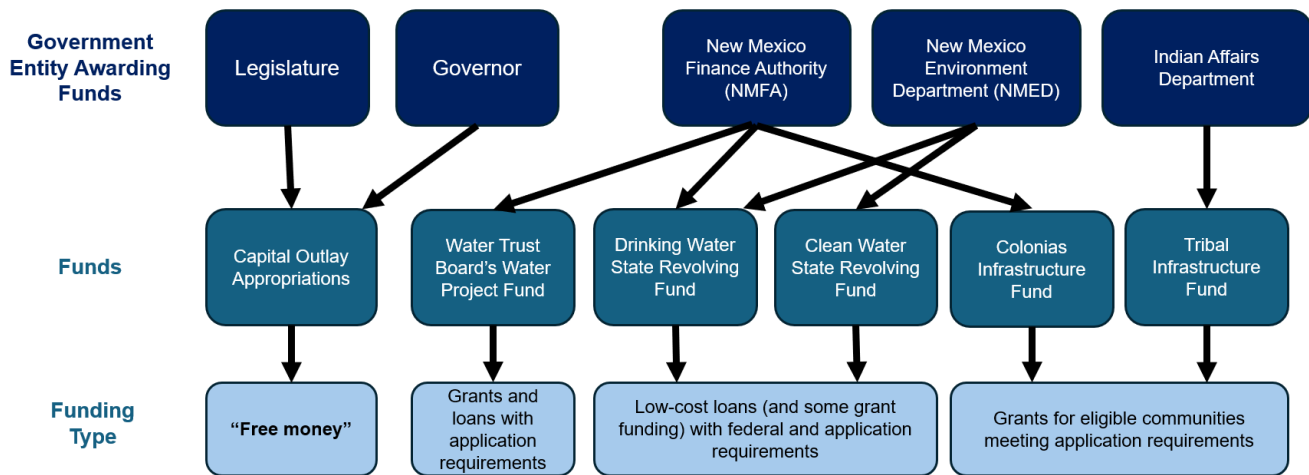 Government
Entity Awarding
Funds
Legislature
Governor
New Mexico
Finance Authority
(NMFA)
New Mexico
Environment
Department (NMED)
Indian Affairs
Department
Funds
Capital Outlay
Appropriations
Water Trust
Board’s Water
Project Fund
Drinking Water
State Revolving
Fund
Clean Water
State Revolving
Fund
Colonias
Infrastructure
Fund
Tribal
Infrastructure
Fund
Funding
Type
“Free money”
Grants and
loans with
application
requirements
Low-cost loans (and some grant
funding) with federal and application
requirements
Grants for eligible communities
meeting application requirements